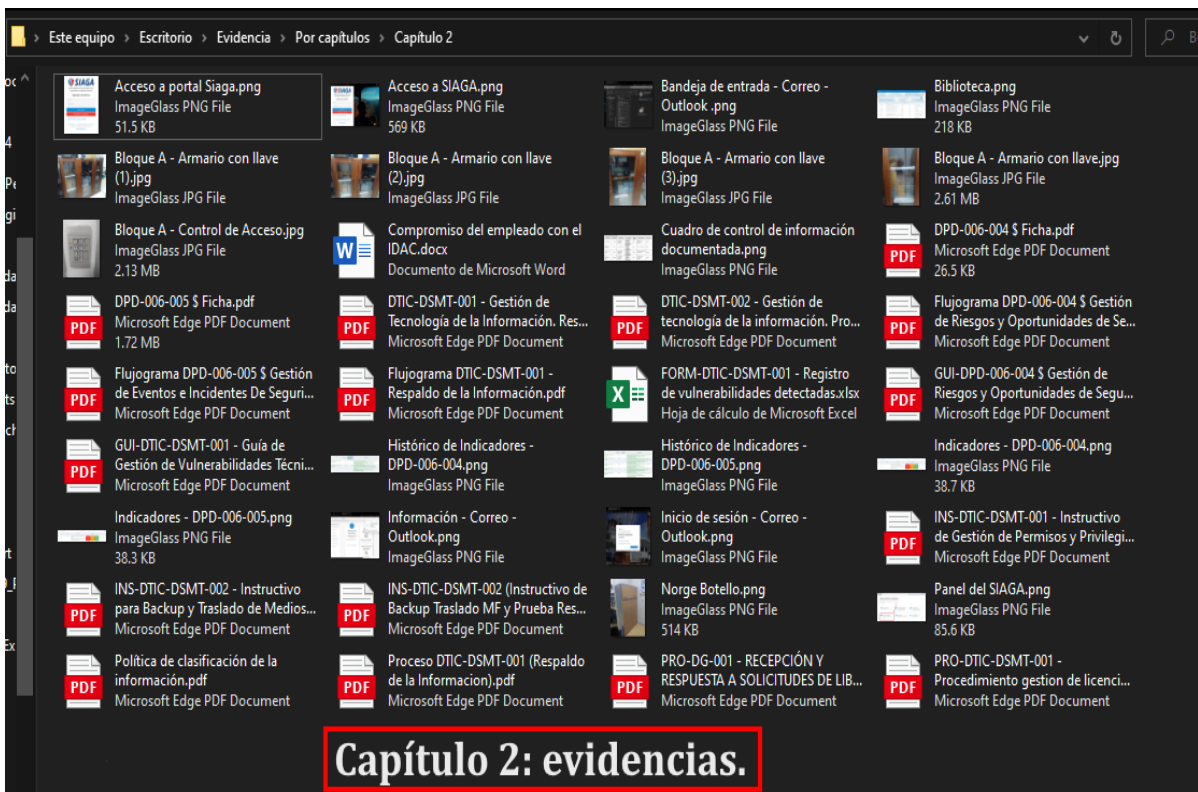 Este equipo > Escritorio > Evidencia > Por capítulos > Capítulo 2
Acceso a portal Siaga.png
ImageGlass PNG File
51.5 KB
Acceso a SIAGA.png
ImageGlass PNG File
569 KB
Bandeja de entrada - Correo -
Outlook .png
ImageGlass PNG File
Biblioteca.png
ImageGlass PNG File
218 KB
Bloque A - Armario con llave
(1).jpg
ImageGlass JPG File
Bloque A - Armario con llave
(2).jpg
ImageGlass JPG File
Bloque A - Armario con llave
(3).jpg
ImageGlass JPG File
Bloque A - Armario con llave.jpg
ImageGlass JPG File
2.61 MB
Bloque A - Control de Acceso.jpg
ImageGlass JPG File
2.13 MB
Compromiso del empleado con el
IDAC.docx
Documento de Microsoft Word
Cuadro de control de información
documentada.png
ImageGlass PNG File
DPD-006-004 $ Ficha.pdf
Microsoft Edge PDF Document
26.5 KB
DPD-006-005 $ Ficha.pdf
Microsoft Edge PDF Document
1.72 MB
DTIC-DSMT-001 - Gestión de
Tecnología de la Información. Res...
Microsoft Edge PDF Document
DTIC-DSMT-002 - Gestión de
tecnología de la información. Pro...
Microsoft Edge PDF Document
Flujograma DPD-006-004 $ Gestión
de Riesgos y Oportunidades de Se...
Microsoft Edge PDF Document
Flujograma DPD-006-005 $ Gestión
de Eventos e Incidentes De Seguri...
Microsoft Edge PDF Document
Flujograma DTIC-DSMT-001 -
Respaldo de la Información.pdf
Microsoft Edge PDF Document
FORM-DTIC-DSMT-001 - Registro
de vulnerabilidades detectadas.xlsx
Hoja de cálculo de Microsoft Excel
GUI-DPD-006-004 $ Gestión de
Riesgos y Oportunidades de Segu...
Microsoft Edge PDF Document
GUI-DTIC-DSMT-001 - Guía de
Gestión de Vulnerabilidades Técni...
Microsoft Edge PDF Document
Histórico de Indicadores -
DPD-006-004.png
ImageGlass PNG File
Histórico de Indicadores -
DPD-006-005.png
ImageGlass PNG File
Indicadores - DPD-006-004.png
ImageGlass PNG File
38.7 KB
Indicadores - DPD-006-005.png
ImageGlass PNG File
38.3 KB
Información - Correo -
Outlook.png
ImageGlass PNG File
Inicio de sesión - Correo -
Outlook.png
ImageGlass PNG File
INS-DTIC-DSMT-001 - Instructivo
de Gestión de Permisos y Privilegi...
Microsoft Edge PDF Document
INS-DTIC-DSMT-002 - Instructivo
para Backup y Traslado de Medios...
Microsoft Edge PDF Document
INS-DTIC-DSMT-002 (Instructivo de
Backup Traslado MF y Prueba Res...
Microsoft Edge PDF Document
Norge Botello.png
ImageGlass PNG File
514 KB
Panel del SIAGA.png
ImageGlass PNG File
85.6 KB
Política de clasificación de la
información.pdf
Microsoft Edge PDF Document
Proceso DTIC-DSMT-001 (Respaldo
de la Informacion).pdf
Microsoft Edge PDF Document
PRO-DG-001 - RECEPCIÓN Y
RESPUESTA A SOLICITUDES DE LIB...
Microsoft Edge PDF Document
PRO-DTIC-DSMT-001 -
Procedimiento gestion de licenci...
Microsoft Edge PDF Document
Capítulo 2: evidencias.